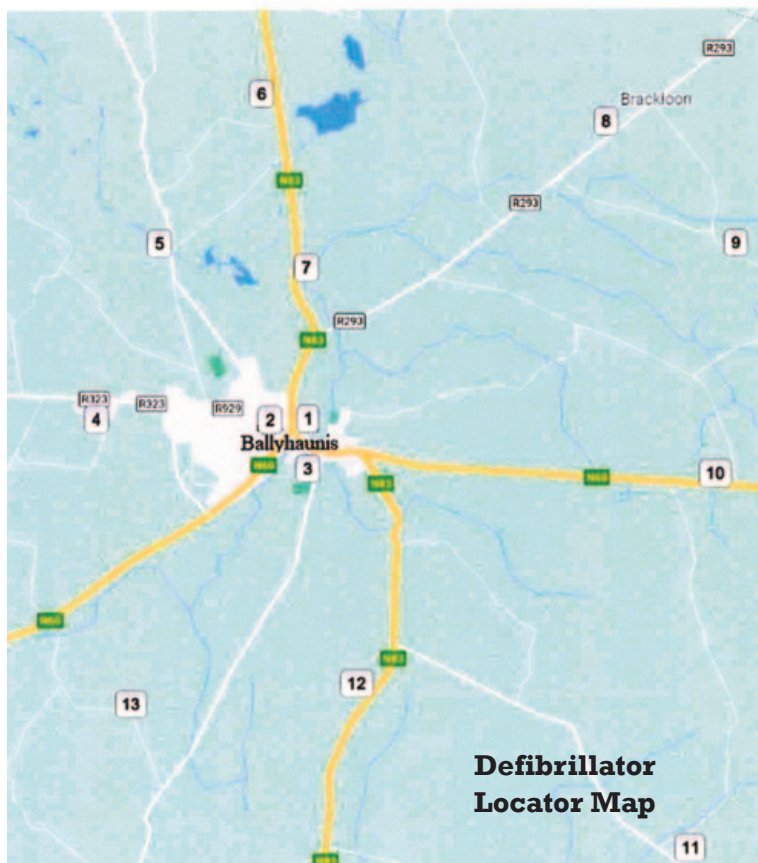 R293
6
Brackloon
8
N83
R293
5
9
7
R293
N83
R323
R323
R929
4
2
1
Ballyhaunis
N60
3
10
N60
N83
N60
N83
12
13
Defibrillator
Locator Map
11
N83